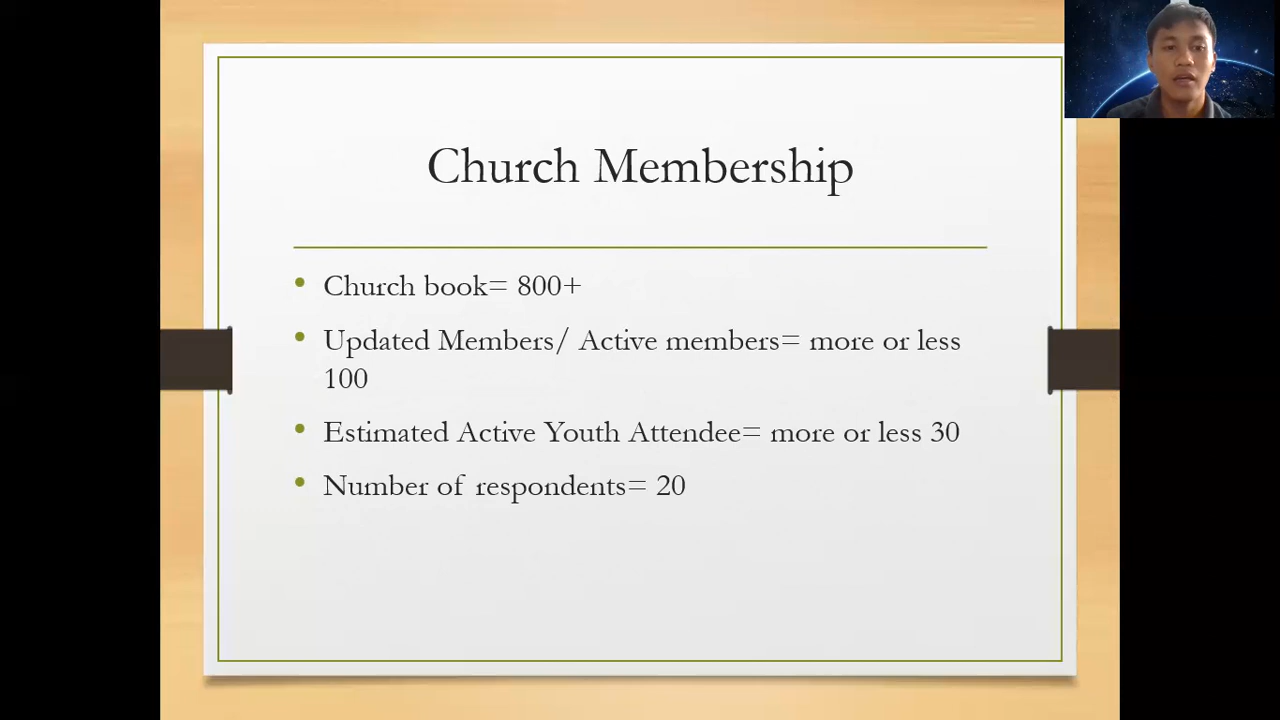 Church Membership
Church book= 800+
Updated Members/ Active members= more or less
100
Estimated Active Youth Attendee= more or less 30
Number of respondents= 20